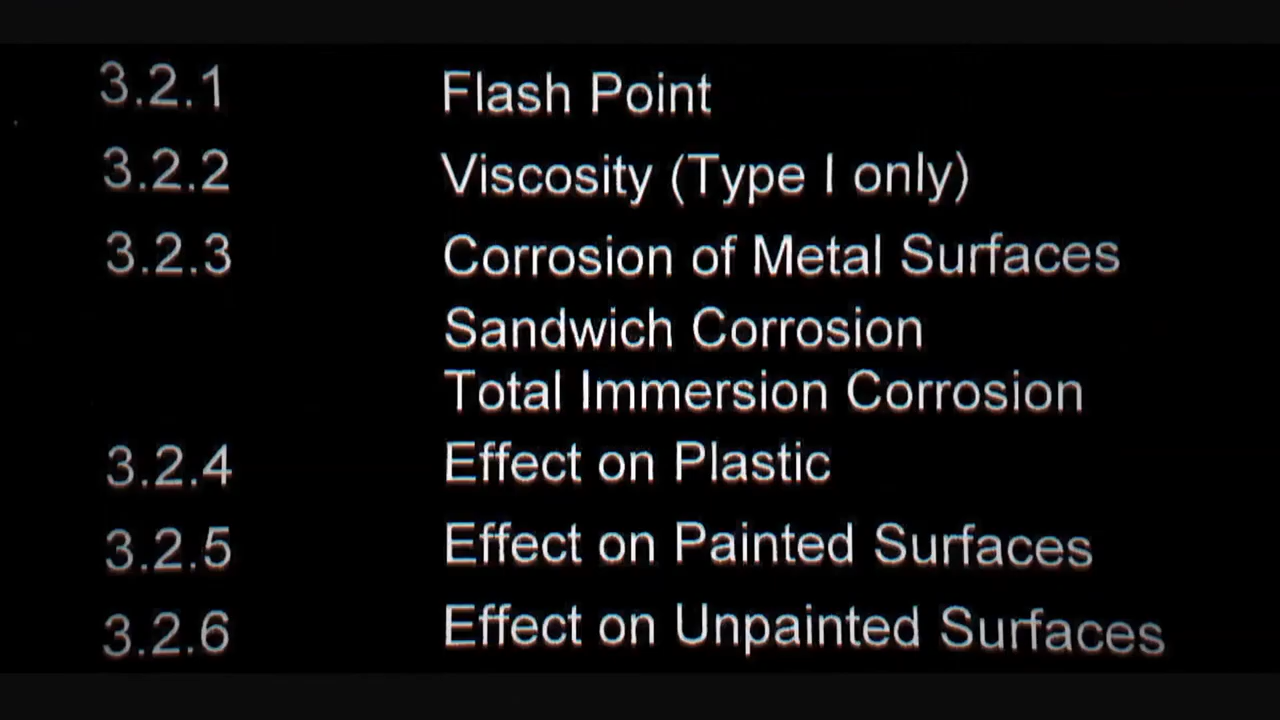 3.2.1 Flash Point
3.2.2 Viscosity (Type I only)
3.2.3 Corrosion of Metal Surfaces
Sandwich Corrosion
Total Immersion Corrosion
3.2.4 Effect on Plastic
3.2.5 Effect on Painted Surfaces
3.2.6 Effect on Unpainted Surfaces